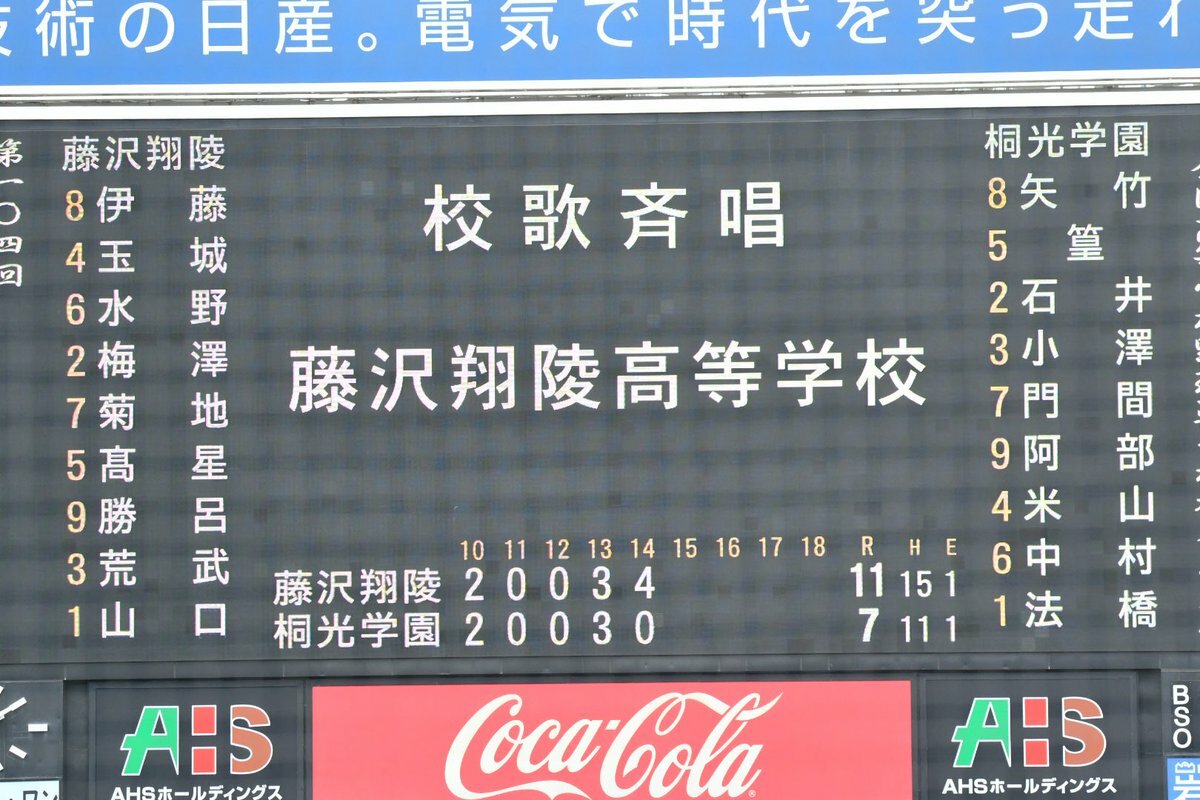 技術の日産。電気で時代を突っ走れ
第一〇四回
藤沢翔陵
8 伊藤
4 玉城
6 水野
2 梅澤
7 菊地
5 髙星
9 勝呂
3 荒武
1 山口
校歌斉唱
藤沢翔陵高等学校
10 11 12 13 14 15 16 17 18 R H E
藤沢翔陵 2 0 0 3 4 11 15 1
桐光学園 2 0 0 3 0 7 11 1
桐光学園
8 矢竹
5 篁
2 石井
3 小澤
7 門間
9 阿部
4 米山
6 中村
1 法橋
AHS
AHSホールディングス
Coca-Cola
AHS
AHSホールディングス
B
S
O